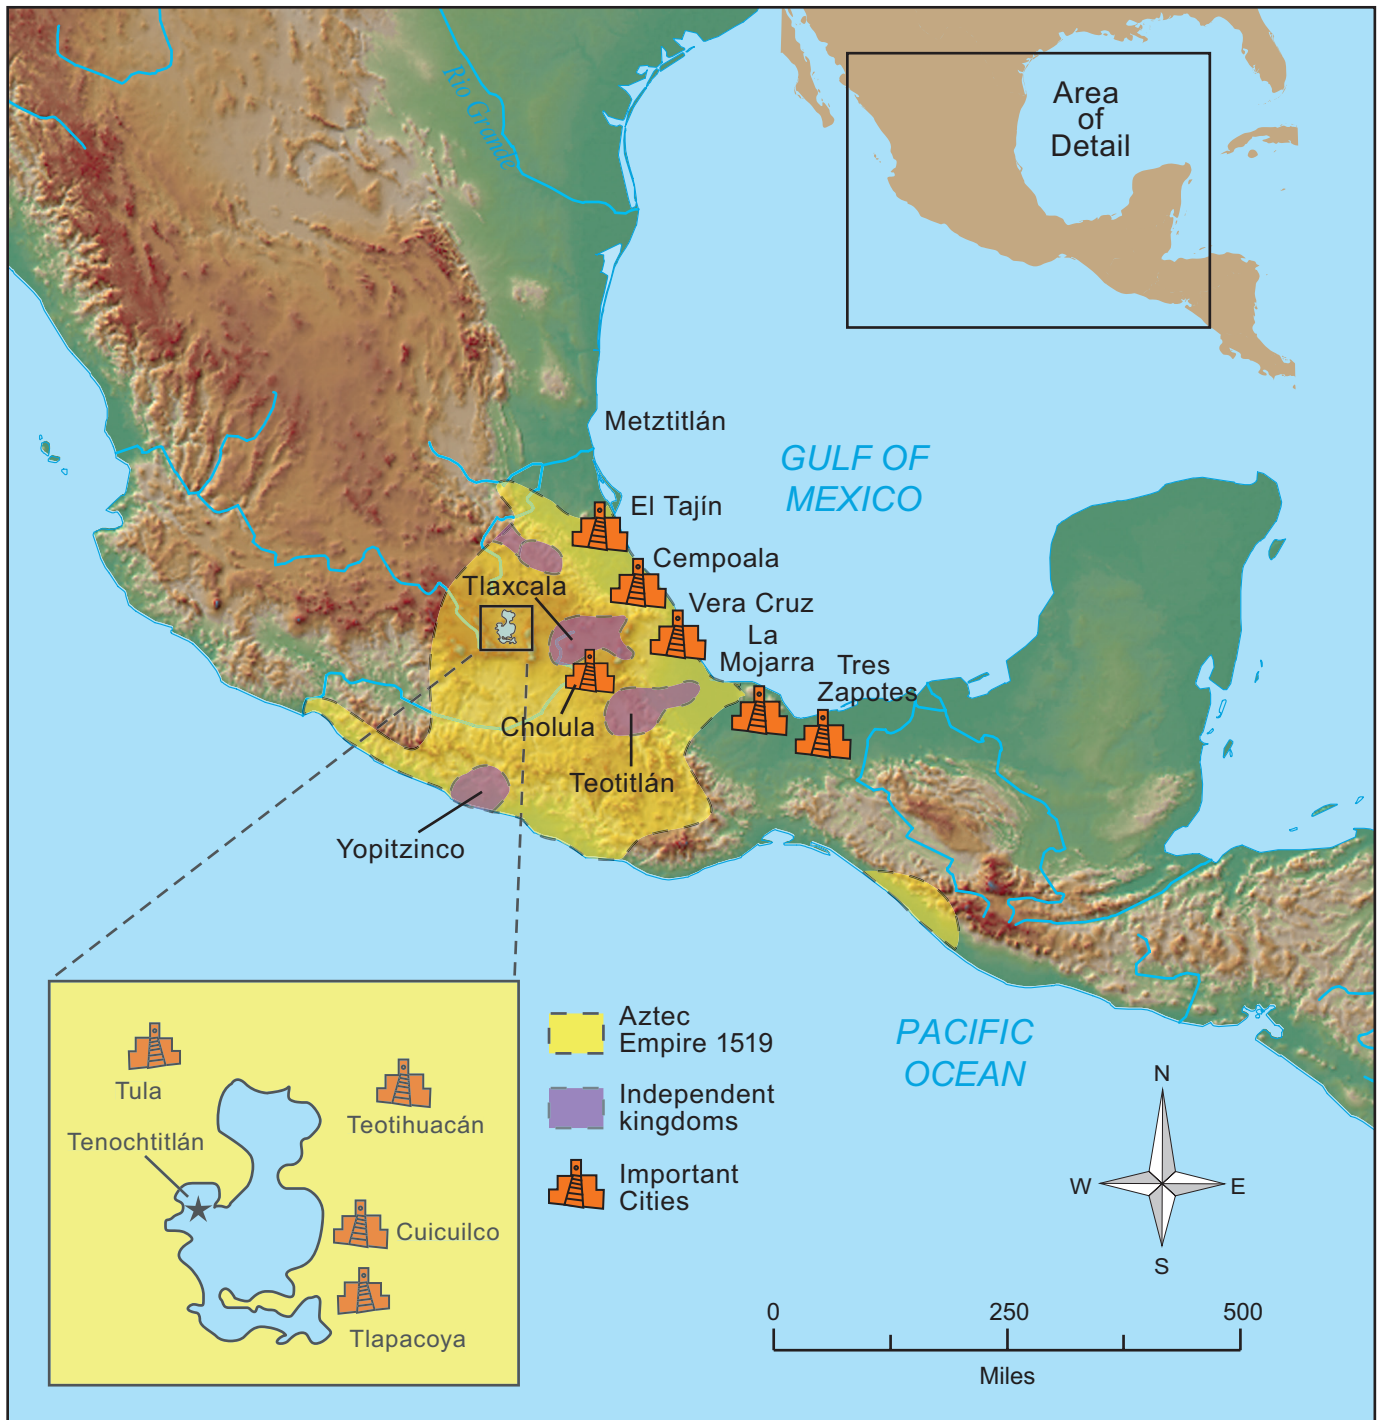 Rio Grande
Area
of
Detail
Metztitlán
GULF OF
MEXICO
El Tajín
Cempoala
Tlaxcala
Vera Cruz
La
Mojarra
Tres
Zapotes
Cholula
Teotitlán
Yopitzinco
Tula
Teotihuacán
Tenochtitlán
Cuicuilco
Tlapacoya
Aztec
Empire 1519
Independent
kingdoms
Important
Cities
PACIFIC
OCEAN
N
W
E
S
0
250
500
Miles